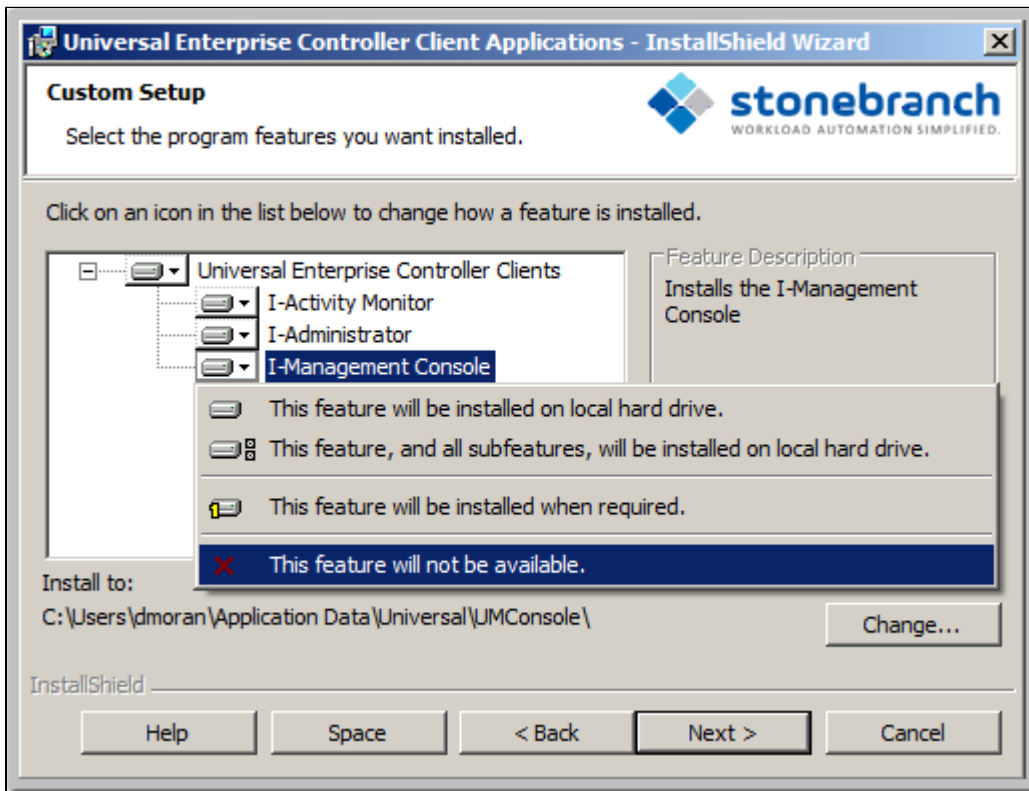 Universal Enterprise Controller Client Applications - InstallShield Wizard
Custom Setup
Select the program features you want installed.
stonebranch
WORKLOAD AUTOMATION SIMPLIFIED.
Click on an icon in the list below to change how a feature is installed.
Universal Enterprise Controller Clients
I-Activity Monitor
I-Administrator
I-Management Console
Feature Description
Installs the I-Management
Console
This feature will be installed on local hard drive.
This feature, and all subfeatures, will be installed on local hard drive.
This feature will be installed when required.
This feature will not be available.
Install to:
C:\Users\dmoran\Application Data\Universal\UMConsole\
Change...
InstallShield
Help
Space
< Back
Next >
Cancel